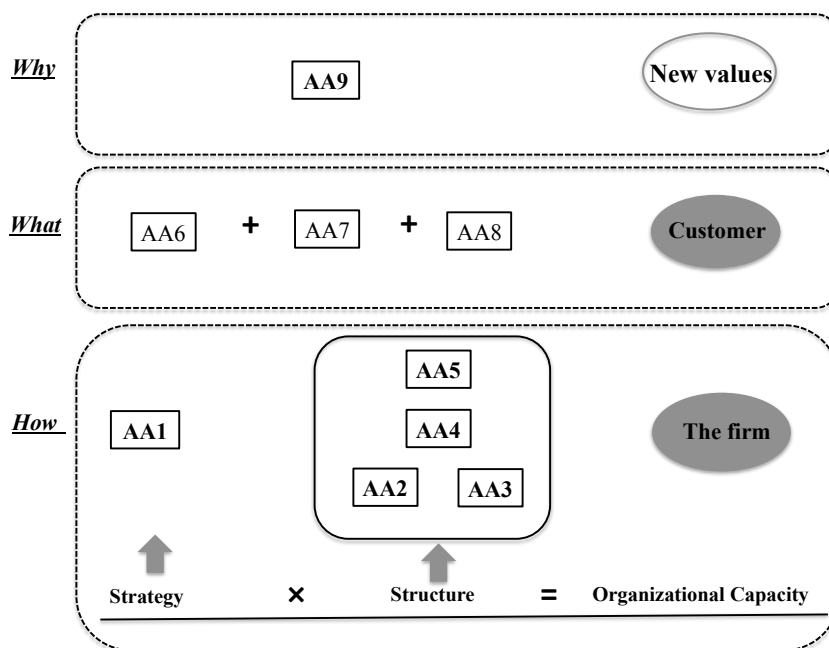 Why
AA9
New values
What
AA6 + AA7 + AA8
Customer
How
AA5
AA1
AA4
The firm
AA2 AA3
Strategy × Structure = Organizational Capacity